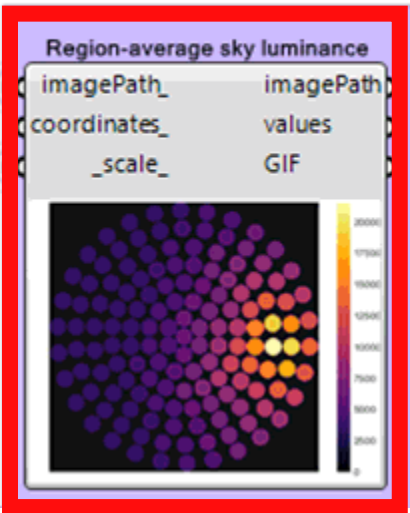 Region-average sky luminance
imagePath_ imagePath
coordinates_ values
_scale_ GIF
20000
17500
15000
12500
10000
7500
5000
2500
0